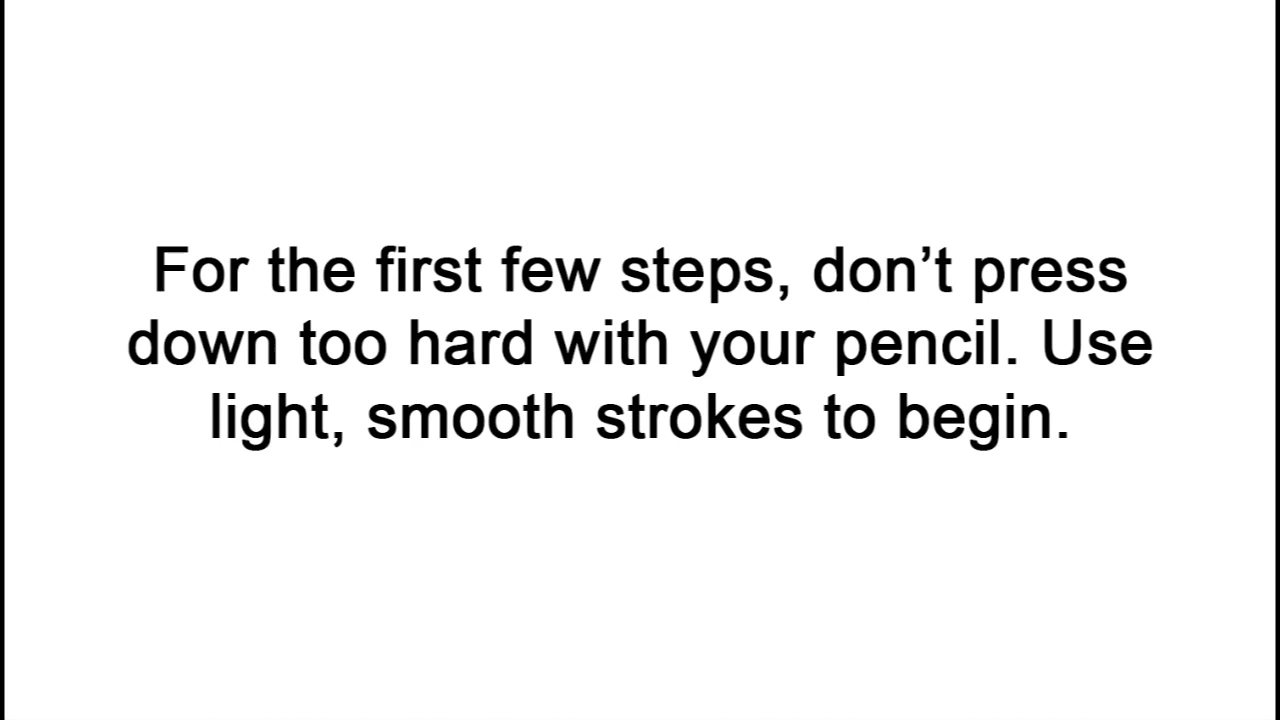 For the first few steps, don’t press
down too hard with your pencil. Use
light, smooth strokes to begin.